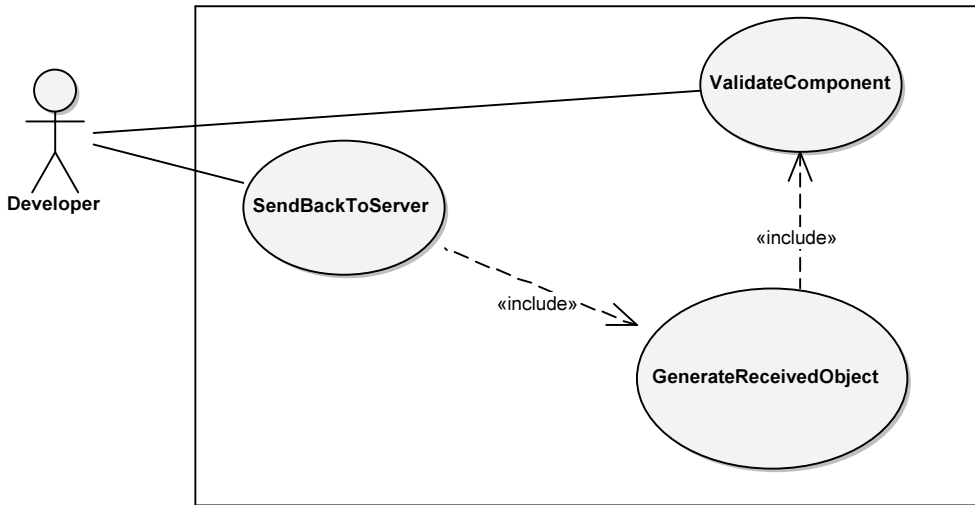 ValidateComponent
Developer
SendBackToServer
«include»
«include»
GenerateReceivedObject